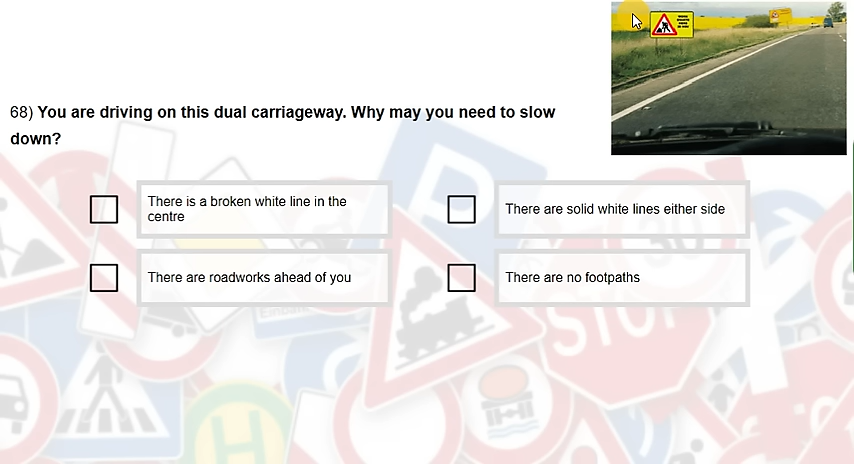 68) You are driving on this dual carriageway. Why may you need to slow
down?
There is a broken white line in the
centre
There are solid white lines either side
There are roadworks ahead of you
There are no footpaths
30
STOP